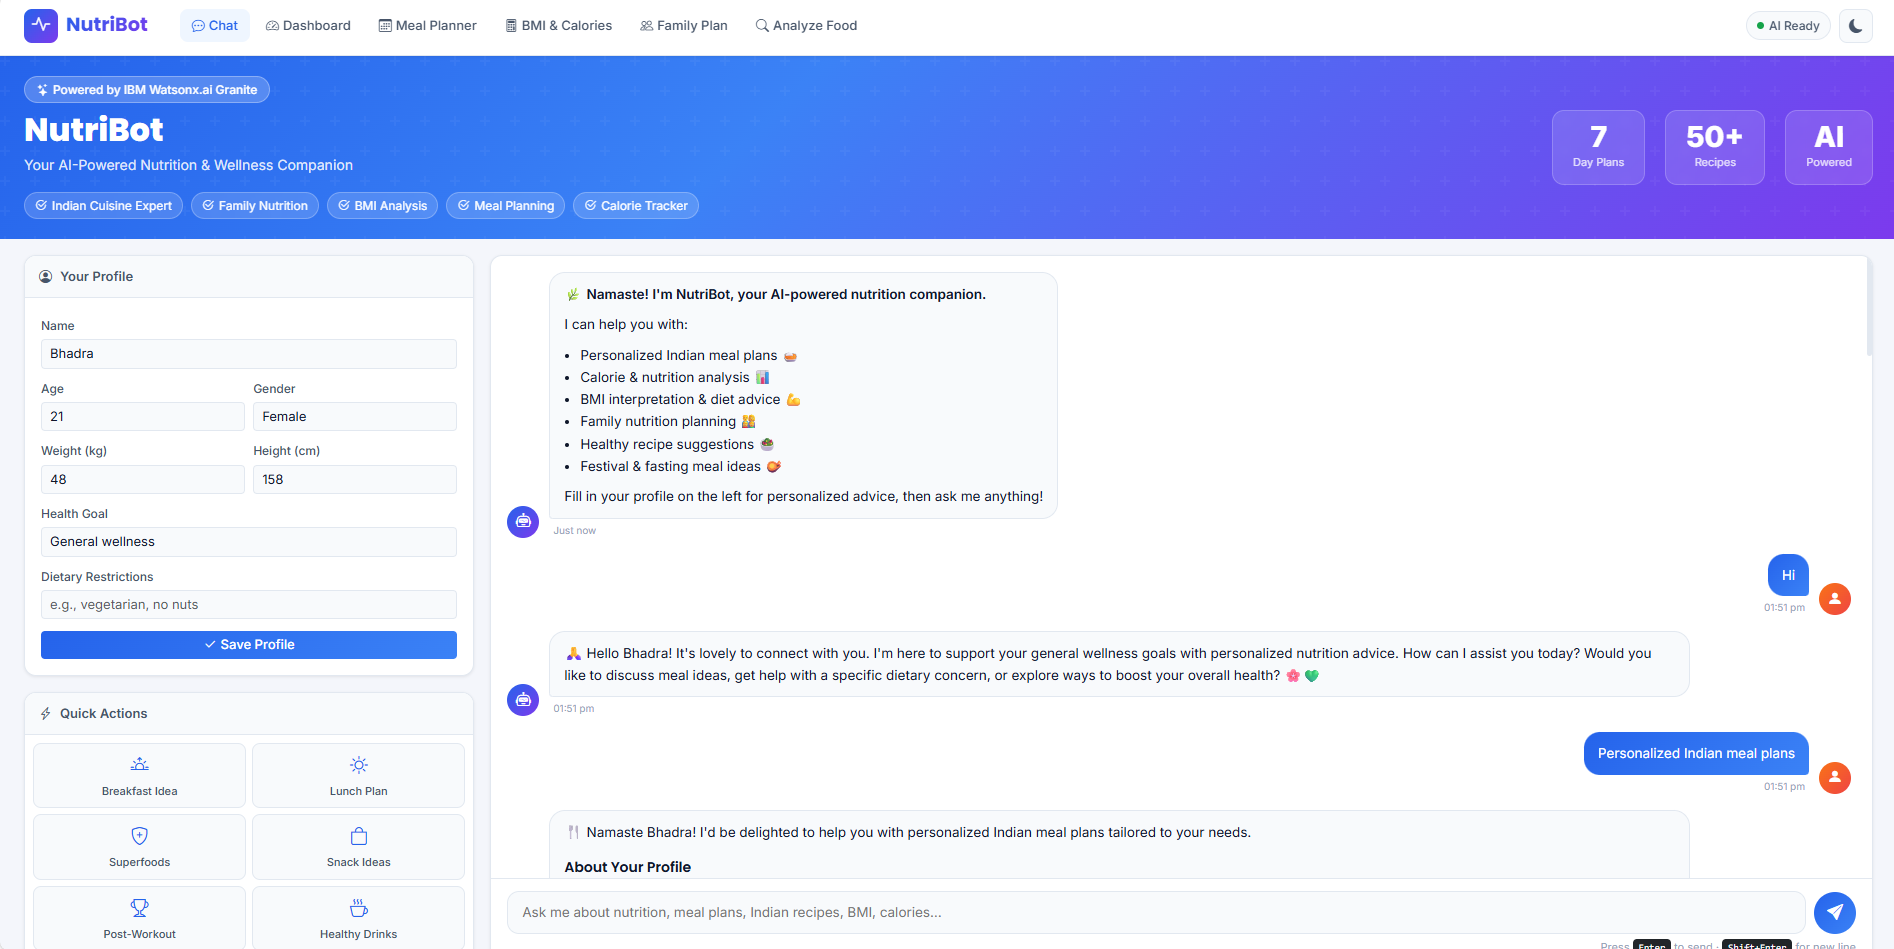 NutriBot
Chat
Dashboard
Meal Planner
BMI & Calories
Family Plan
Analyze Food
AI Ready
Powered by IBM Watsonx.ai Granite
NutriBot
Your AI-Powered Nutrition & Wellness Companion
Indian Cuisine Expert
Family Nutrition
BMI Analysis
Meal Planning
Calorie Tracker
7
Day Plans
50+
Recipes
AI
Powered
Your Profile
Name
Bhadra
Age
Gender
21
Female
Weight (kg)
Height (cm)
48
158
Health Goal
General wellness
Dietary Restrictions
e.g., vegetarian, no nuts
Save Profile
Quick Actions
Breakfast Idea
Lunch Plan
Superfoods
Snack Ideas
Post-Workout
Healthy Drinks
Namaste! I'm NutriBot, your AI-powered nutrition companion.
I can help you with:
• Personalized Indian meal plans
• Calorie & nutrition analysis
• BMI interpretation & diet advice
• Family nutrition planning
• Healthy recipe suggestions
• Festival & fasting meal ideas
Fill in your profile on the left for personalized advice, then ask me anything!
Just now
Hi
01:51 pm
Hello Bhadra! It's lovely to connect with you. I'm here to support your general wellness goals with personalized nutrition advice. How can I assist you today? Would you
like to discuss meal ideas, get help with a specific dietary concern, or explore ways to boost your overall health?
01:51 pm
Personalized Indian meal plans
01:51 pm
Namaste Bhadra! I'd be delighted to help you with personalized Indian meal plans tailored to your needs.
About Your Profile
Ask me about nutrition, meal plans, Indian recipes, BMI, calories...
Press Enter to send · Shift+Enter for new line